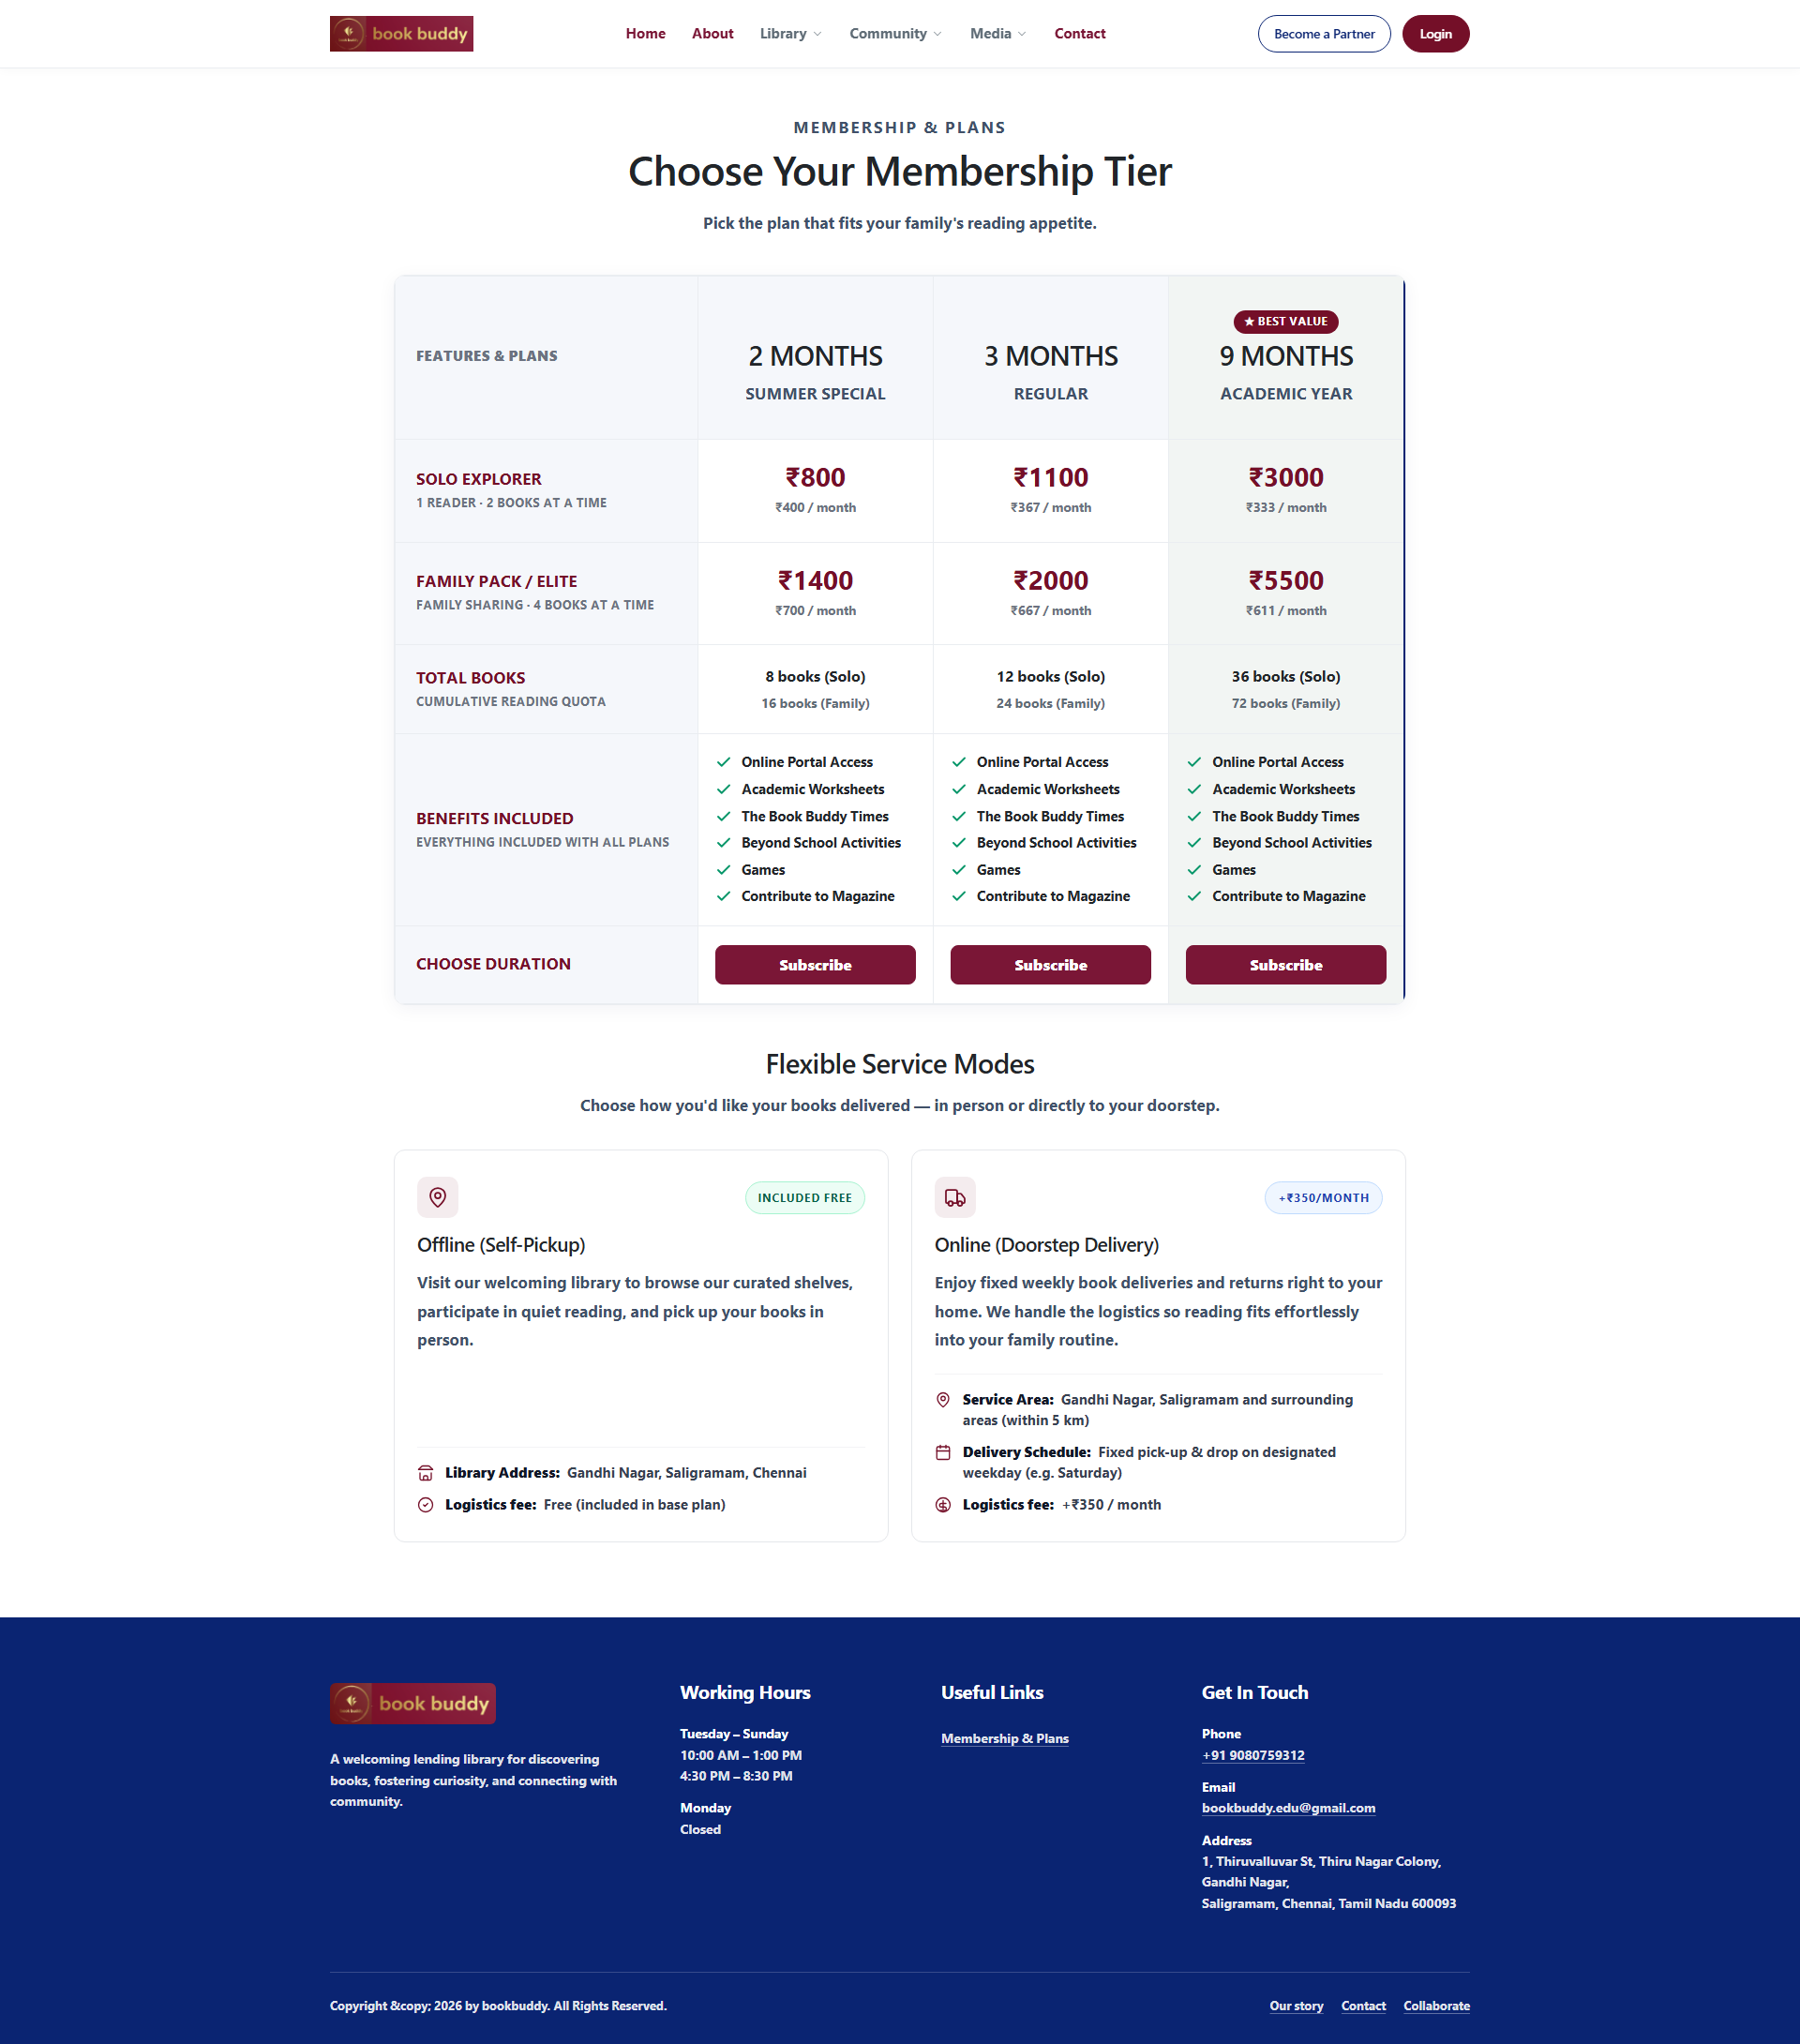 book buddy
Home
About
Library
Community
Media
Contact
Become a Partner
Login
MEMBERSHIP & PLANS
Choose Your Membership Tier
Pick the plan that fits your family's reading appetite.
FEATURES & PLANS
2 MONTHS
SUMMER SPECIAL
3 MONTHS
REGULAR
★ BEST VALUE
9 MONTHS
ACADEMIC YEAR
SOLO EXPLORER
1 READER · 2 BOOKS AT A TIME
₹800
₹400 / month
₹1100
₹367 / month
₹3000
₹333 / month
FAMILY PACK / ELITE
FAMILY SHARING · 4 BOOKS AT A TIME
₹1400
₹700 / month
₹2000
₹667 / month
₹5500
₹611 / month
TOTAL BOOKS
CUMULATIVE READING QUOTA
8 books (Solo)
16 books (Family)
12 books (Solo)
24 books (Family)
36 books (Solo)
72 books (Family)
BENEFITS INCLUDED
EVERYTHING INCLUDED WITH ALL PLANS
Online Portal Access
Academic Worksheets
The Book Buddy Times
Beyond School Activities
Games
Contribute to Magazine
Online Portal Access
Academic Worksheets
The Book Buddy Times
Beyond School Activities
Games
Contribute to Magazine
Online Portal Access
Academic Worksheets
The Book Buddy Times
Beyond School Activities
Games
Contribute to Magazine
CHOOSE DURATION
Subscribe
Subscribe
Subscribe
Flexible Service Modes
Choose how you'd like your books delivered — in person or directly to your doorstep.
INCLUDED FREE
Offline (Self-Pickup)
Visit our welcoming library to browse our curated shelves,
participate in quiet reading, and pick up your books in
person.
Library Address: Gandhi Nagar, Saligramam, Chennai
Logistics fee: Free (included in base plan)
+₹350/MONTH
Online (Doorstep Delivery)
Enjoy fixed weekly book deliveries and returns right to your
home. We handle the logistics so reading fits effortlessly
into your family routine.
Service Area: Gandhi Nagar, Saligramam and surrounding
areas (within 5 km)
Delivery Schedule: Fixed pick-up & drop on designated
weekday (e.g. Saturday)
Logistics fee: +₹350 / month
book buddy
A welcoming lending library for discovering
books, fostering curiosity, and connecting with
community.
Working Hours
Tuesday – Sunday
10:00 AM – 1:00 PM
4:30 PM – 8:30 PM
Monday
Closed
Useful Links
Membership & Plans
Get In Touch
Phone
+91 9080759312
Email
bookbuddy.edu@gmail.com
Address
1, Thiruvalluvar St, Thiru Nagar Colony,
Gandhi Nagar,
Saligramam, Chennai, Tamil Nadu 600093
Copyright &copy; 2026 by bookbuddy. All Rights Reserved.
Our story
Contact
Collaborate